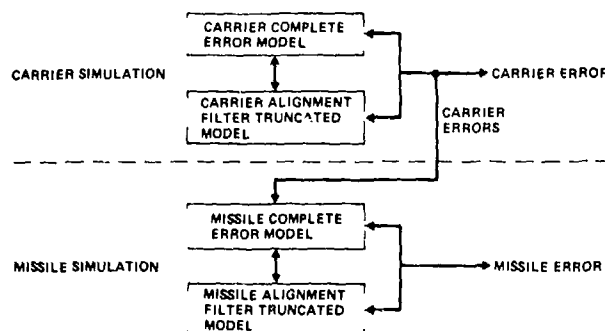 CARRIER COMPLETE
ERROR MODEL
CARRIER SIMULATION
CARRIER ERROR
CARRIER ALIGNMENT
FILTER TRUNCATED
MODEL
CARRIER
ERRORS
MISSILE COMPLETE
ERROR MODEL
MISSILE SIMULATION
MISSILE ERROR
MISSILE ALIGNMENT
FILTER TRUNCATED
MODEL